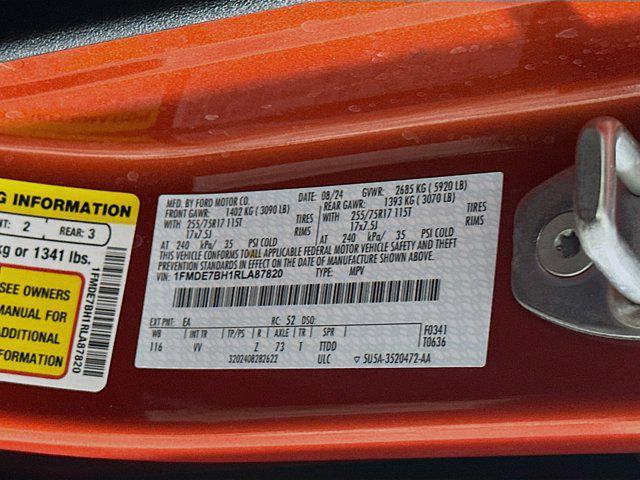 G INFORMATION
NT: 2 REAR: 3
kg or 1341 lbs.
SEE OWNERS
MANUAL FOR
ADDITIONAL
INFORMATION
1FMDE7BH1RLA87820
MFD. BY FORD MOTOR CO.
DATE: 08/24 GVWR: 2685 KG ( 5920 LB)
FRONT GAWR: 1402 KG ( 3090 LB) REAR GAWR: 1393 KG ( 3070 LB)
255/75R17 115T TIRES WITH 255/75R17 115T TIRES
17x7.5J RIMS 17x7.5J RIMS
AT 240 kPa/ 35 PSI COLD AT 240 kPa/ 35 PSI COLD
THIS VEHICLE CONFORMS TO ALL APPLICABLE FEDERAL MOTOR VEHICLE SAFETY AND THEFT
PREVENTION STANDARDS IN EFFECT ON THE DATE OF MANUFACTURE SHOWN ABOVE.
VIN: 1FMDE7BH1RLA87820 TYPE: MPV
EXT PNT: EA RC: 52 DSO:
WB INT TR TP/PS R AXLE TR SPR F0341
116 VV Z 73 T TTDD T0636
3202408282622 ULC ▽ 5U5A-3520472-AA